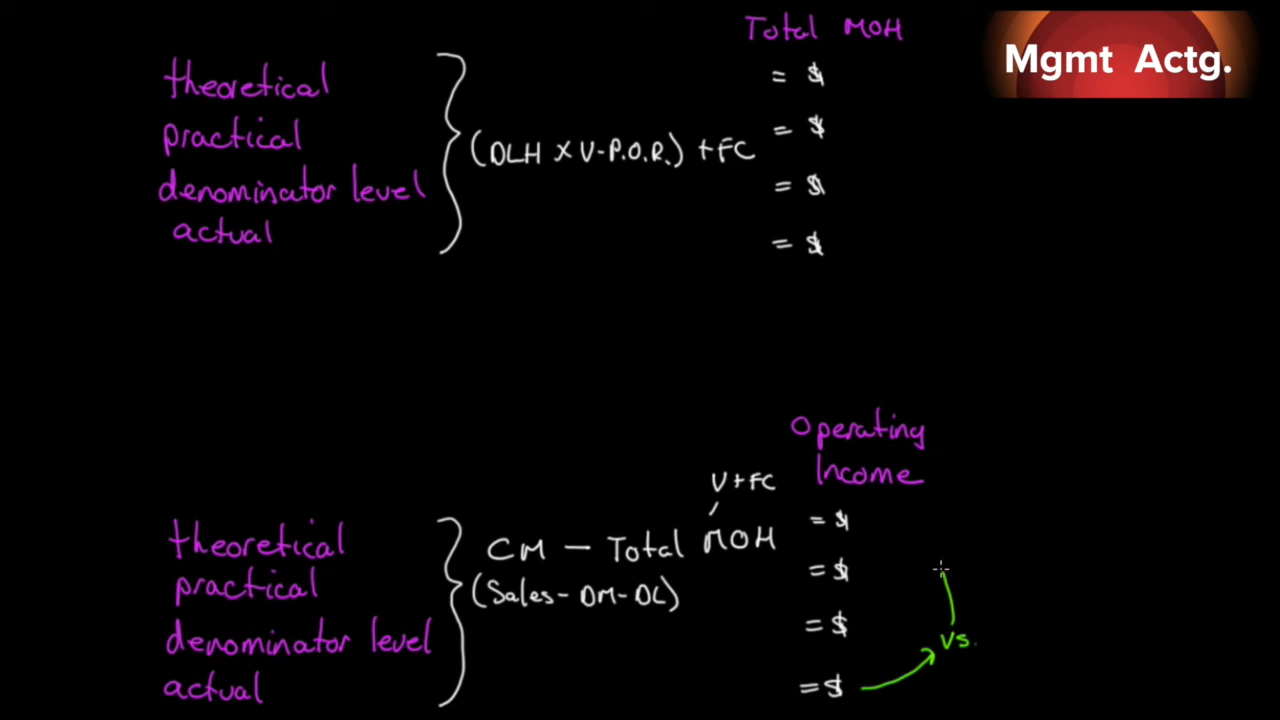 Total MOH
Mgmt Actg.
theoretical = $
practical = $
(DLH x V-P.O.R.) + FC
denominator level = $
actual = $
Operating
Income
V + FC
theoretical = $
CM - Total MOH
practical = $
(Sales - DM - DL)
denominator level = $
vs.
actual = $